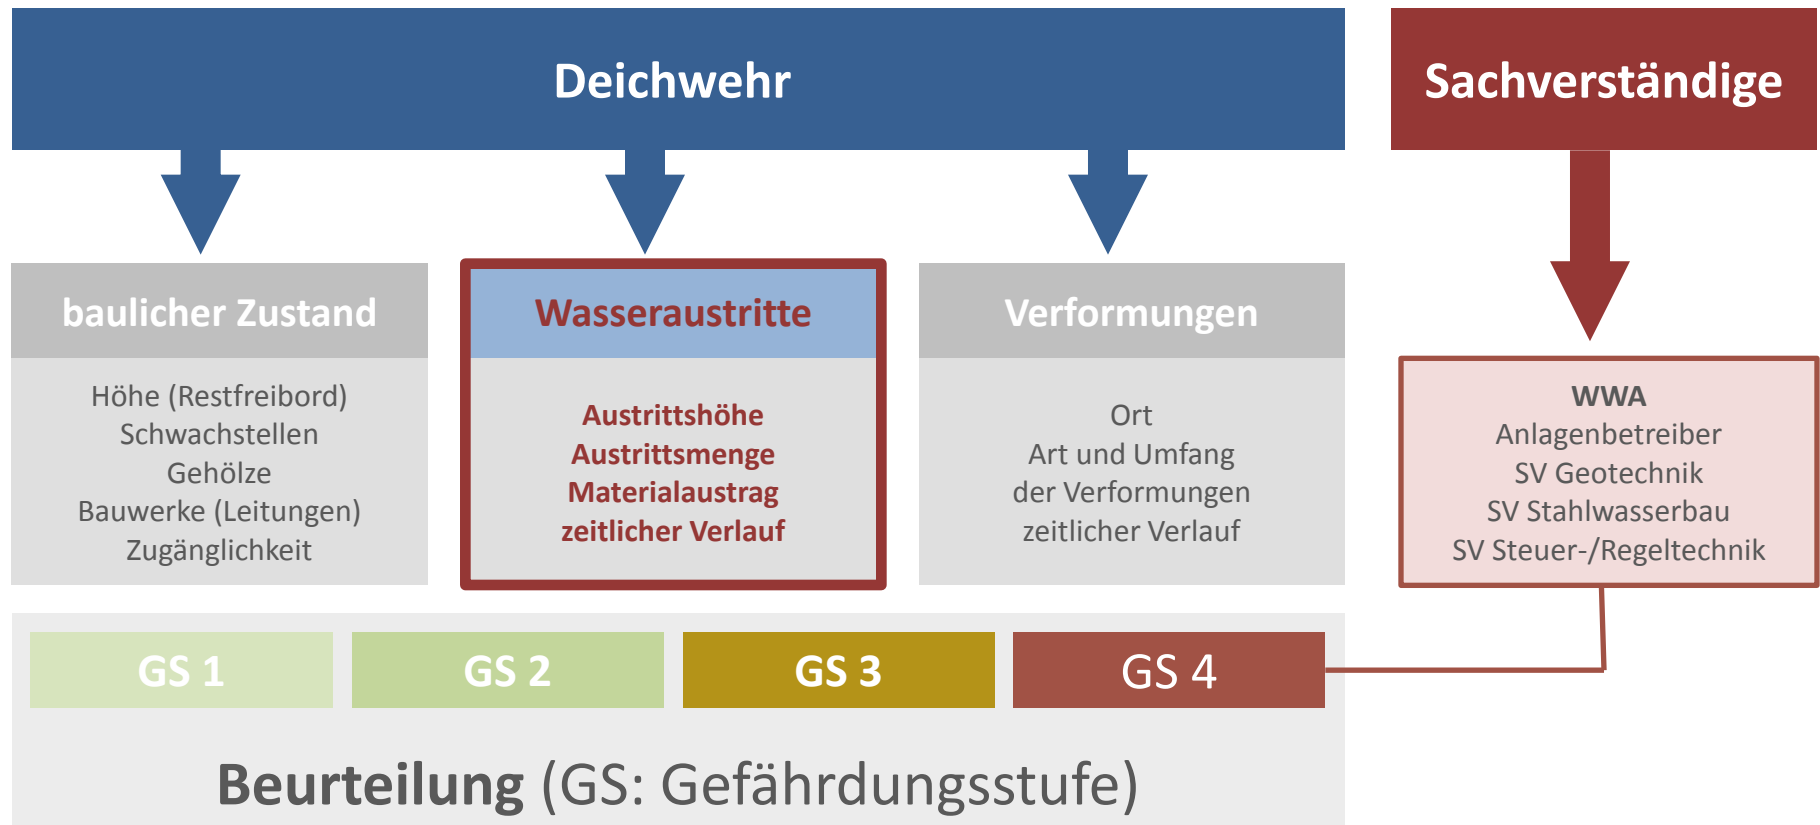 Deichwehr
Sachverständige
baulicher Zustand
Höhe (Restfreibord)
Schwachstellen
Gehölze
Bauwerke (Leitungen)
Zugänglichkeit
Wasseraustritte
Austrittshöhe
Austrittsmenge
Materialaustrag
zeitlicher Verlauf
Verformungen
Ort
Art und Umfang
der Verformungen
zeitlicher Verlauf
WWA
Anlagenbetreiber
SV Geotechnik
SV Stahlwasserbau
SV Steuer-/Regeltechnik
GS 1
GS 2
GS 3
GS 4
Beurteilung (GS: Gefährdungsstufe)